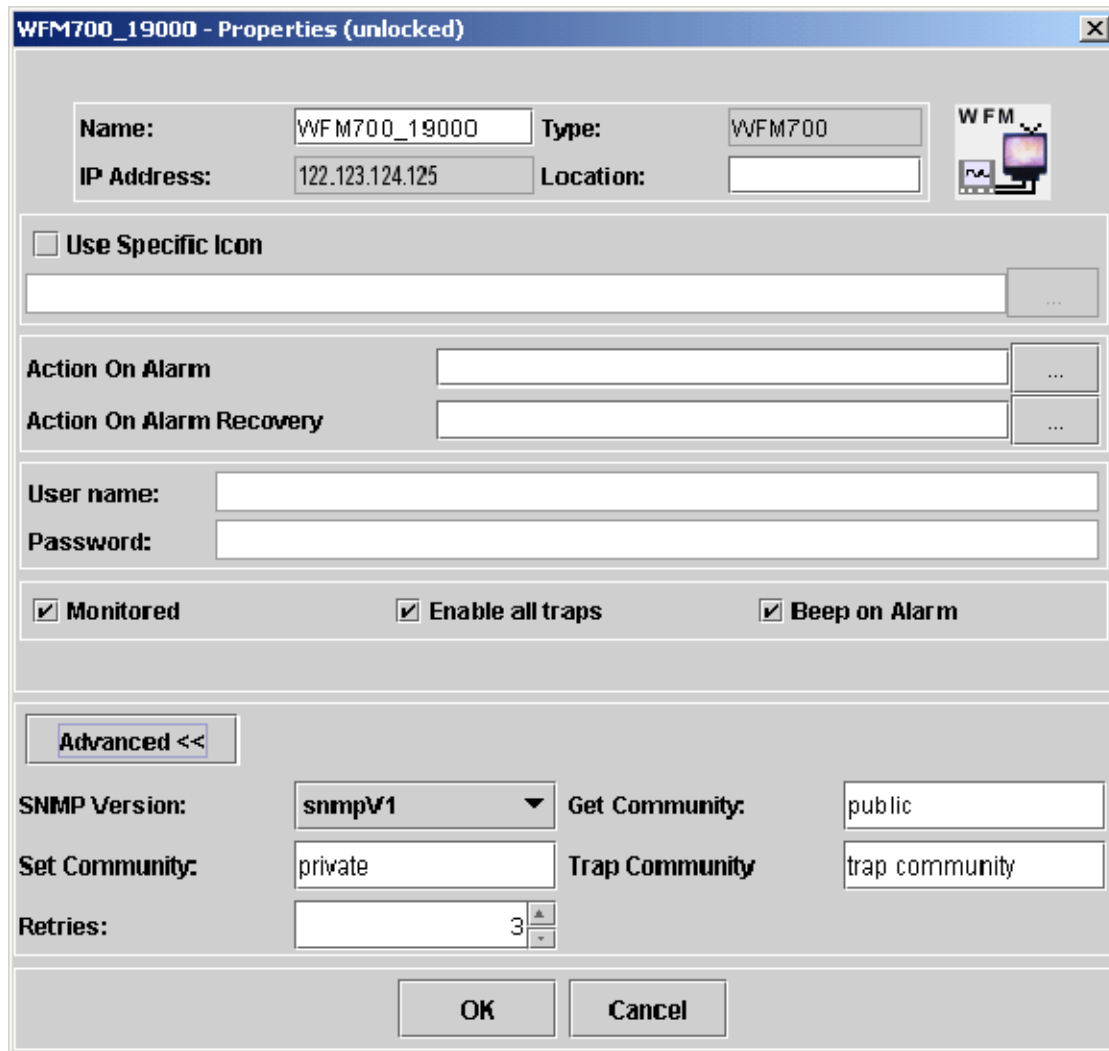 WFM700_19000 - Properties (unlocked)
Name: WFM700_19000 Type: WFM700
WFM
IP Address: 122.123.124.125 Location:
Use Specific Icon
...
Action On Alarm ...
Action On Alarm Recovery ...
User name:
Password:
Monitored Enable all traps Beep on Alarm
Advanced <<
SNMP Version: snmpV1 Get Community: public
Set Community: private Trap Community trap community
Retries: 3
OK Cancel